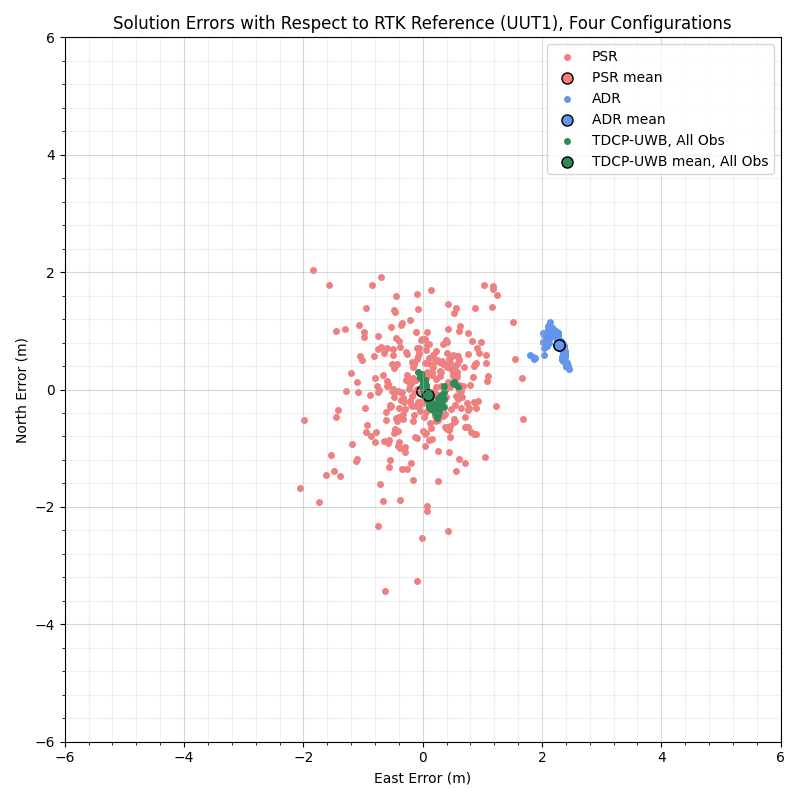 Solution Errors with Respect to RTK Reference (UUT1), Four Configurations
PSR
PSR mean
ADR
ADR mean
TDCP-UWB, All Obs
TDCP-UWB mean, All Obs
6
4
2
0
−2
−4
−6
North Error (m)
−6
−4
−2
0
2
4
6
East Error (m)